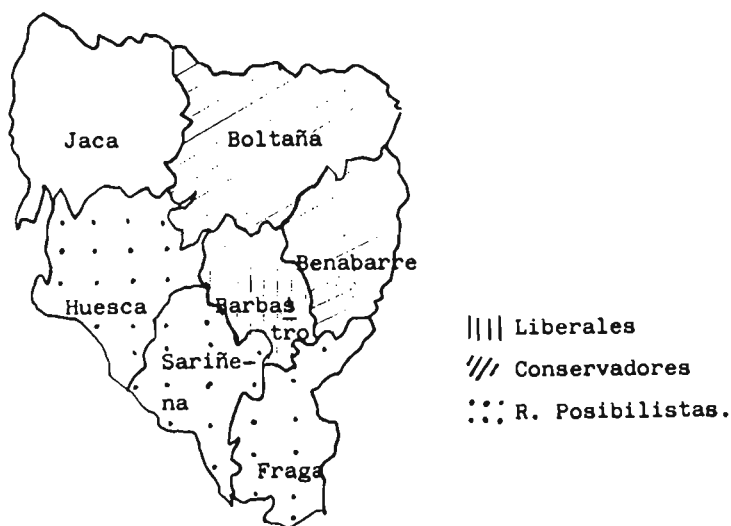 Jaca
Boltaña
Benabarre
Huesca
Barbas
tro
Sariñe-
na
Fraga
Liberales
Conservadores
R. Posibilistas.